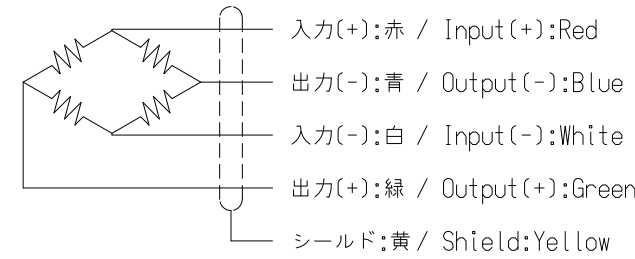 入力(+):赤 / Input(+):Red
出力(-):青 / Output(-):Blue
入力(-):白 / Input(-):White
出力(+):緑 / Output(+):Green
シールド:黄 / Shield:Yellow